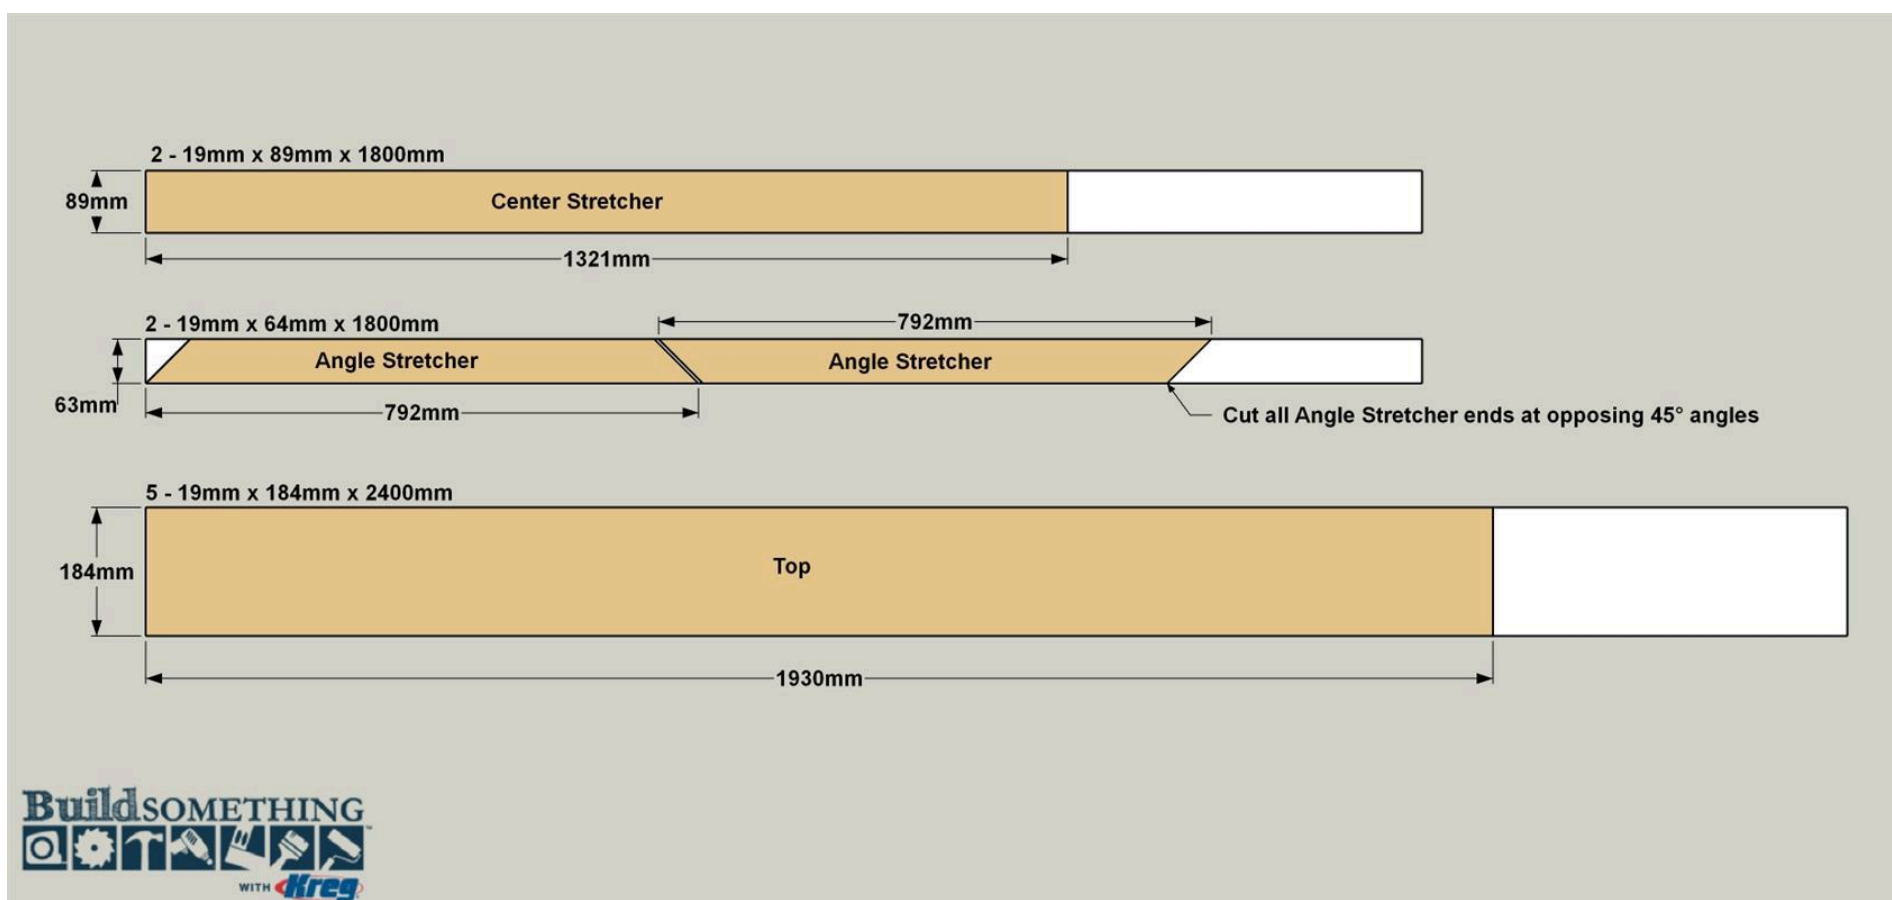 2 - 19mm x 89mm x 1800mm
89mm
Center Stretcher
1321mm
2 - 19mm x 64mm x 1800mm
792mm
Angle Stretcher
Angle Stretcher
63mm
792mm
Cut all Angle Stretcher ends at opposing 45° angles
5 - 19mm x 184mm x 2400mm
184mm
Top
1930mm
BuildSOMETHING™
WITH Kreg